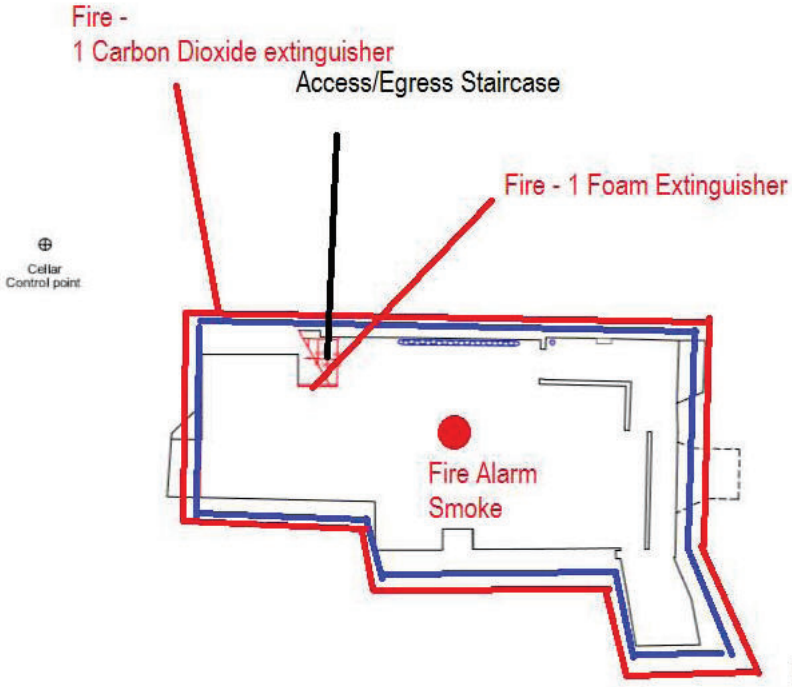 Fire -
1 Carbon Dioxide extinguisher
Access/Egress Staircase
Fire - 1 Foam Extinguisher
Cellar
Control point
Fire Alarm
Smoke